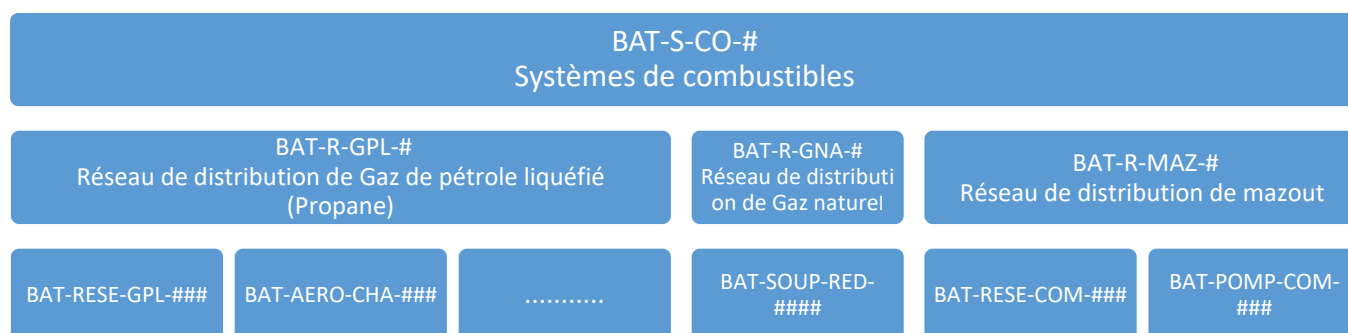 BAT-S-CO-#
Systèmes de combustibles
BAT-R-GPL-#
Réseau de distribution de Gaz de pétrole liquéfié
(Propane)
BAT-R-GNA-#
Réseau de distributi
on de Gaz naturel
BAT-R-MAZ-#
Réseau de distribution de mazout
BAT-RESE-GPL-###
BAT-AERO-CHA-###
...........
BAT-SOUP-RED-
####
BAT-RESE-COM-###
BAT-POMP-COM-
###